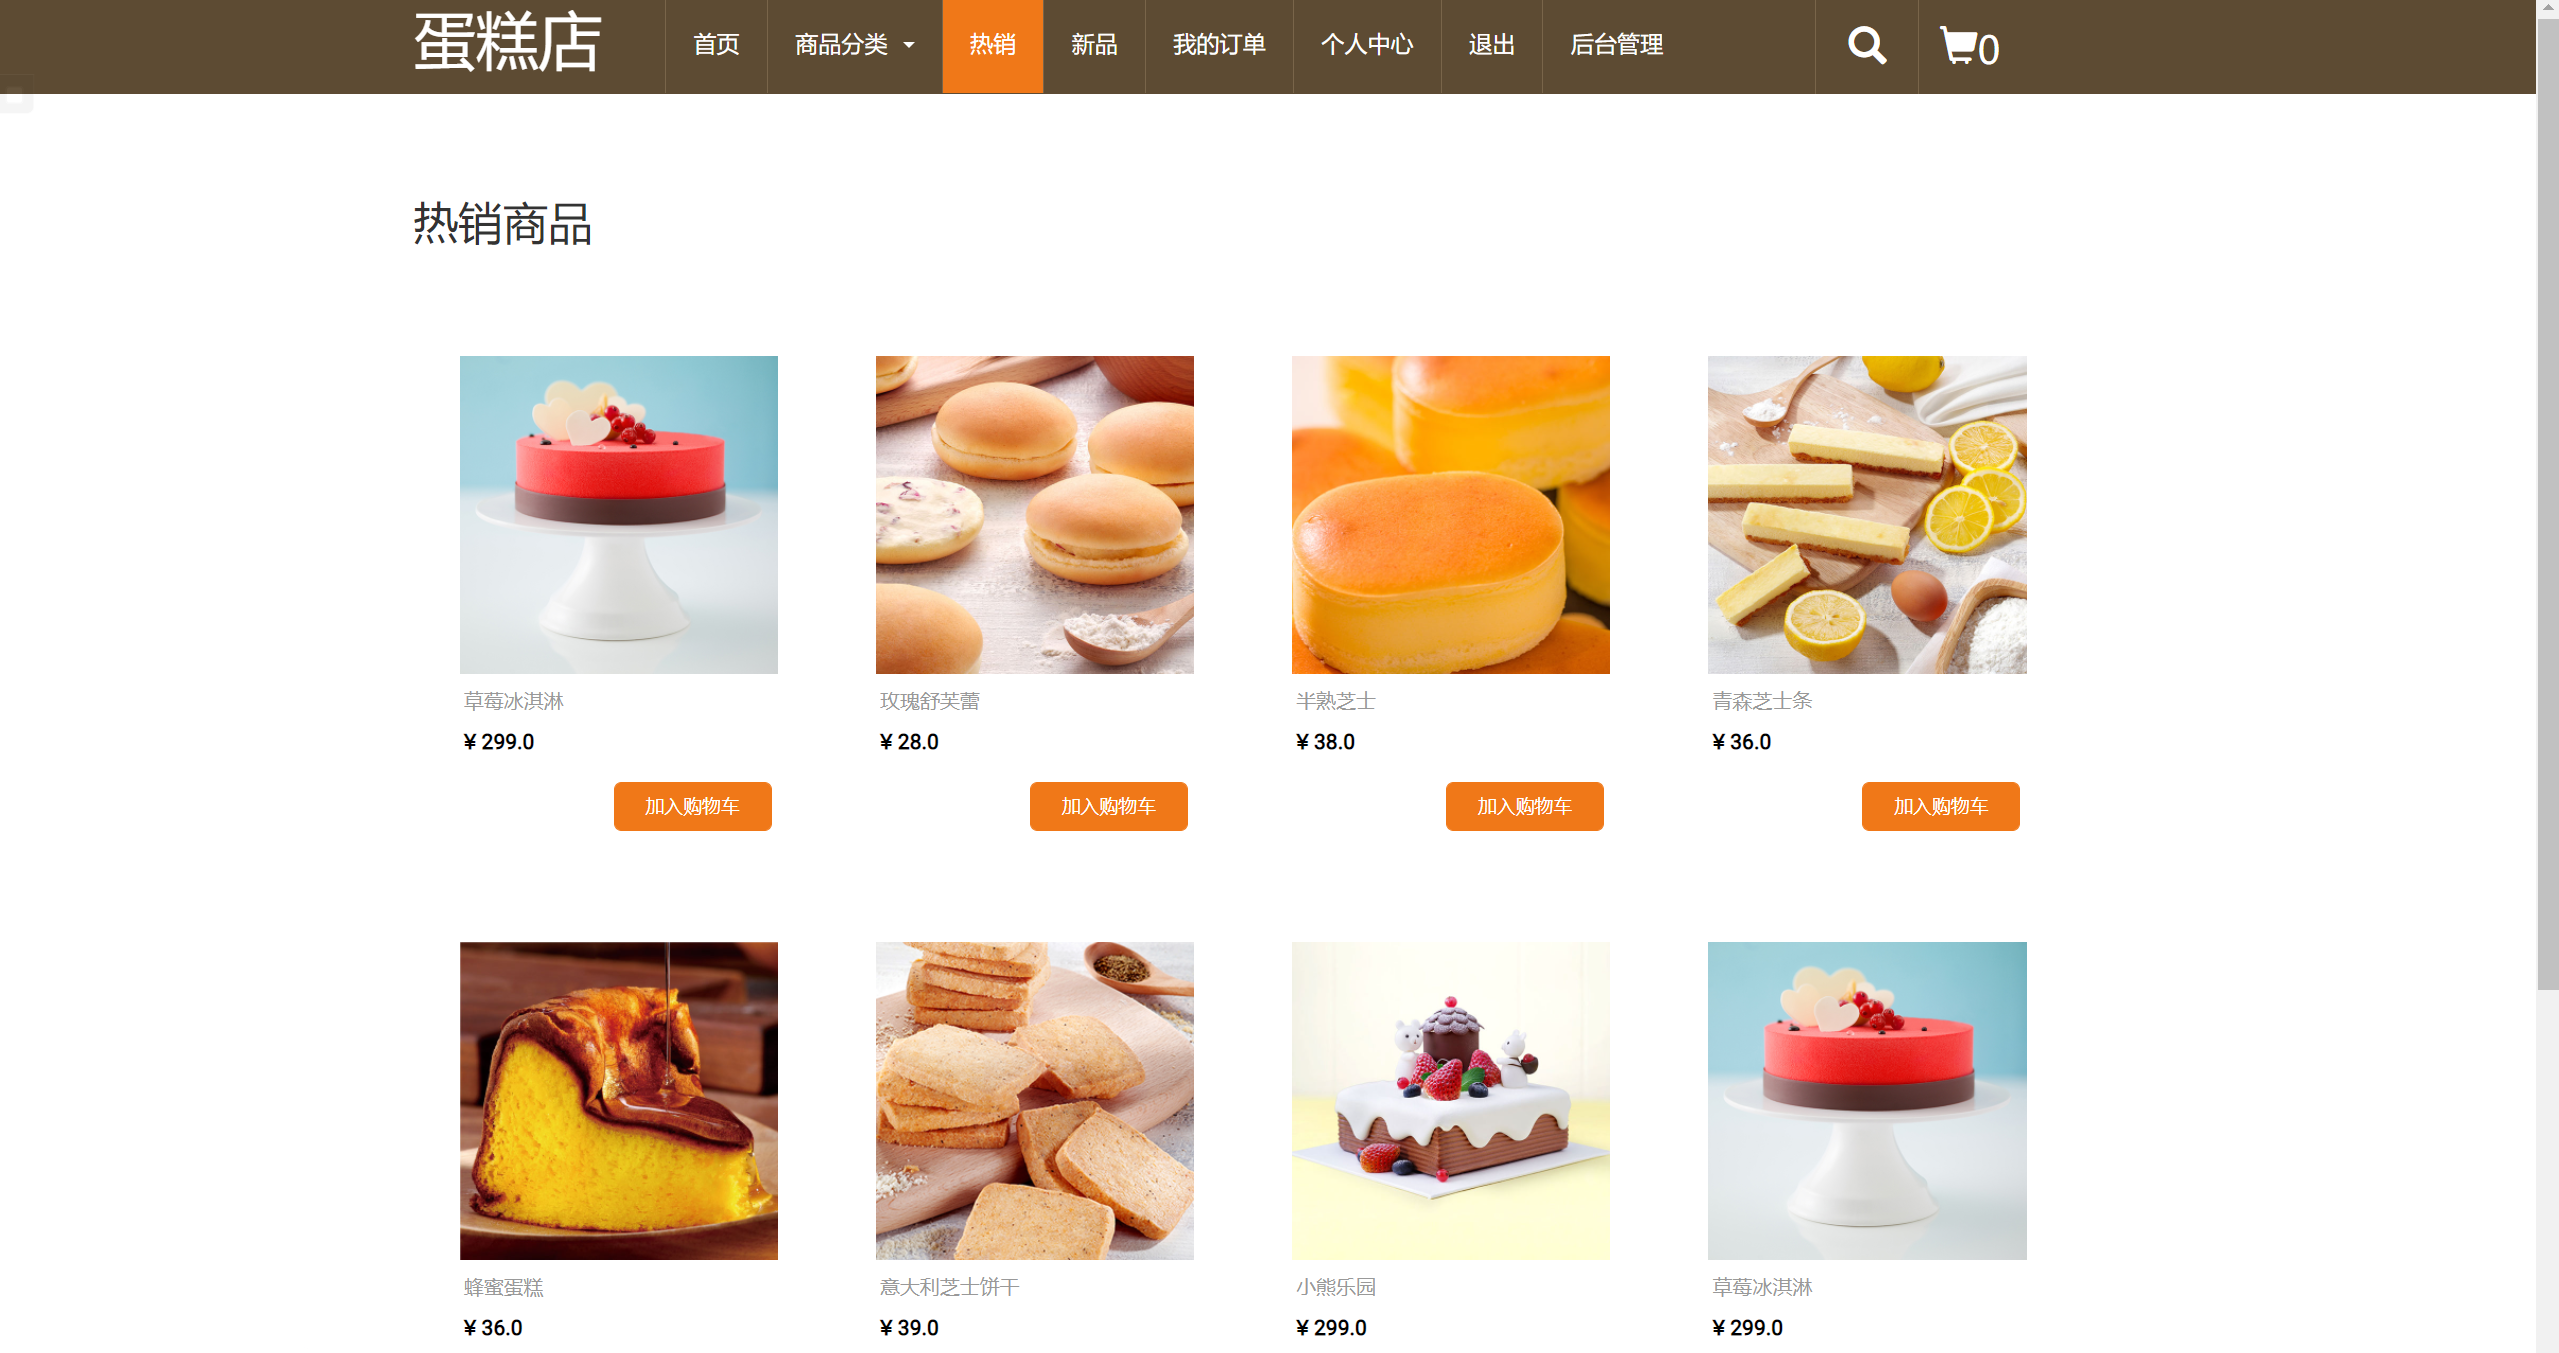 蛋糕店 首页 商品分类 热销 新品 我的订单 个人中心 退出 后台管理 0
热销商品
草莓冰淇淋 玫瑰舒芙蕾 半熟芝士 青森芝士条
¥ 299.0 ¥ 28.0 ¥ 38.0 ¥ 36.0
加入购物车 加入购物车 加入购物车 加入购物车
蜂蜜蛋糕 意大利芝士饼干 小熊乐园 草莓冰淇淋
¥ 36.0 ¥ 39.0 ¥ 299.0 ¥ 299.0